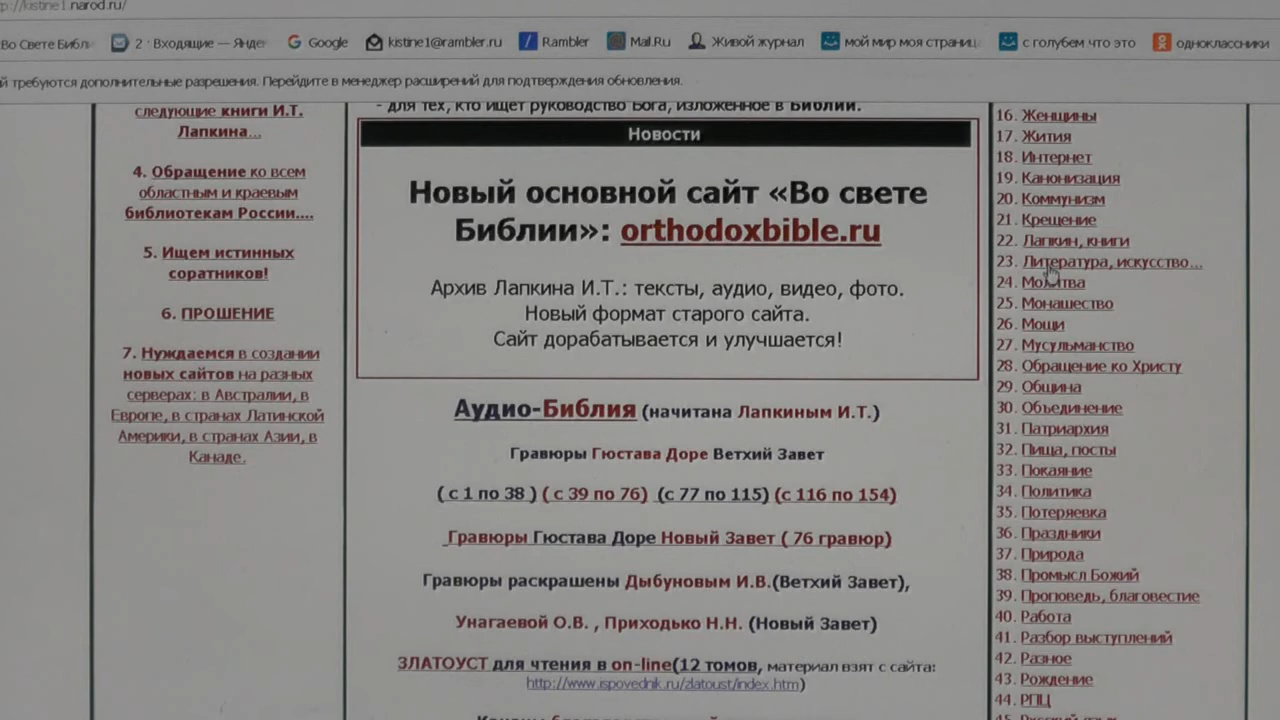 kistine1.narod.ru/
Во Свете Библ
2 · Входящие — Янде
Google
kistine1@rambler.ru
Rambler
Mail.Ru
Живой журнал
мой мир моя страниц
с голубем что это
одноклассники
й требуются дополнительные разрешения. Перейдите в менеджер расширений для подтверждения обновления.
следующие книги И.Т.
Лапкина...
4. Обращение ко всем
областным и краевым
библиотекам России....
5. Ищем истинных
соратников!
6. ПРОШЕНИЕ
7. Нуждаемся в создании
новых сайтов на разных
серверах: в Австралии, в
Европе, в странах Латинской
Америки, в странах Азии, в
Канаде.
- для тех, кто ищет руководство Бога, изложенное в Библии.
Новости
Новый основной сайт «Во свете
Библии»: orthodoxbible.ru
Архив Лапкина И.Т.: тексты, аудио, видео, фото.
Новый формат старого сайта.
Сайт дорабатывается и улучшается!
Аудио-Библия (начитана Лапкиным И.Т.)
Гравюры Гюстава Доре Ветхий Завет
( с 1 по 38 ) ( с 39 по 76) (с 77 по 115) (с 116 по 154)
Гравюры Гюстава Доре Новый Завет ( 76 гравюр)
Гравюры раскрашены Дыбуновым И.В.(Ветхий Завет),
Унагаевой О.В. , Приходько Н.Н. (Новый Завет)
ЗЛАТОУСТ для чтения в on-line(12 томов, материал взят с сайта:
http://www.ispovednik.ru/zlatoust/index.htm)
16. Женщины
17. Жития
18. Интернет
19. Канонизация
20. Коммунизм
21. Крещение
22. Лапкин, книги
23. Литература, искусство...
24. Молитва
25. Монашество
26. Мощи
27. Мусульманство
28. Обращение ко Христу
29. Община
30. Объединение
31. Патриархия
32. Пища, посты
33. Покаяние
34. Политика
35. Потеряевка
36. Праздники
37. Природа
38. Промысл Божий
39. Проповедь, благовестие
40. Работа
41. Разбор выступлений
42. Разное
43. Рождение
44. РПЦ